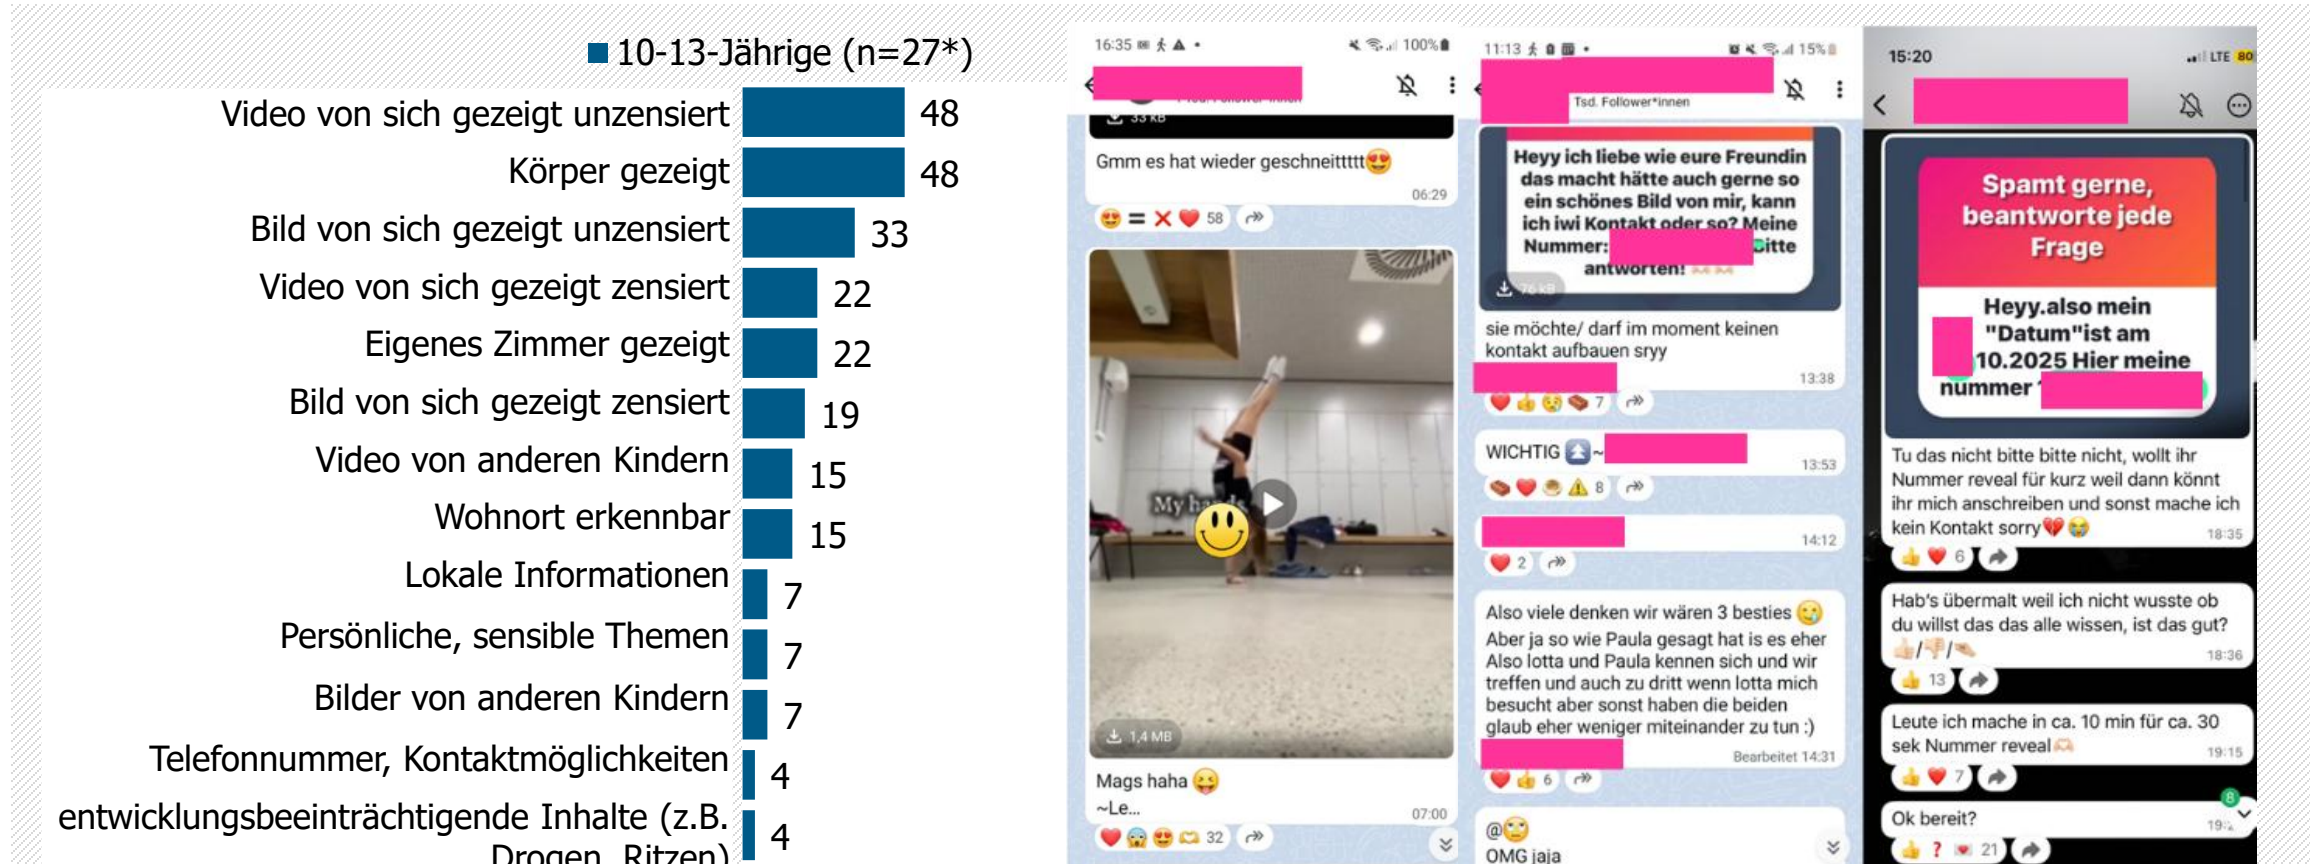 10-13-Jährige (n=27*)
Video von sich gezeigt unzensiert 48
Körper gezeigt 48
Bild von sich gezeigt unzensiert 33
Video von sich gezeigt zensiert 22
Eigenes Zimmer gezeigt 22
Bild von sich gezeigt zensiert 19
Video von anderen Kindern 15
Wohnort erkennbar 15
Lokale Informationen 7
Persönliche, sensible Themen 7
Bilder von anderen Kindern 7
Telefonnummer, Kontaktmöglichkeiten 4
entwicklungsbeeinträchtigende Inhalte (z.B.
Drogen, Ritzen) 4
16:35 100%
33 kB
Gmm es hat wieder geschneittttt😍
06:29
58
My hands
1,4 MB
Mags haha 😝
~Le...
07:00
32
11:13 15%
Tsd. Follower*innen
Heyy ich liebe wie eure Freundin
das macht hätte auch gerne so
ein schönes Bild von mir, kann
ich iwi Kontakt oder so? Meine
Nummer: Bitte
antworten!
76 kB
sie möchte/ darf im moment keinen
kontakt aufbauen sryy
13:38
7
WICHTIG ~
13:53
8
14:12
2
Also viele denken wir wären 3 besties 🥲
Aber ja so wie Paula gesagt hat is es eher
Also lotta und Paula kennen sich und wir
treffen und auch zu dritt wenn lotta mich
besucht aber sonst haben die beiden
glaub eher weniger miteinander zu tun :)
Bearbeitet 14:31
6
@🙄
OMG jaja
15:20 LTE 80
Spamt gerne,
beantworte jede
Frage
Heyy.also mein
"Datum"ist am
10.2025 Hier meine
nummer
Tu das nicht bitte bitte nicht, wollt ihr
Nummer reveal für kurz weil dann könnt
ihr mich anschreiben und sonst mache ich
kein Kontakt sorry💔😭
18:35
6
Hab's übermalt weil ich nicht wusste ob
du willst das das alle wissen, ist das gut?
👍🏻/👎🏻/🤏🏻
18:36
13
Leute ich mache in ca. 10 min für ca. 30
sek Nummer reveal🫶🏻
19:15
7
8
Ok bereit?
21